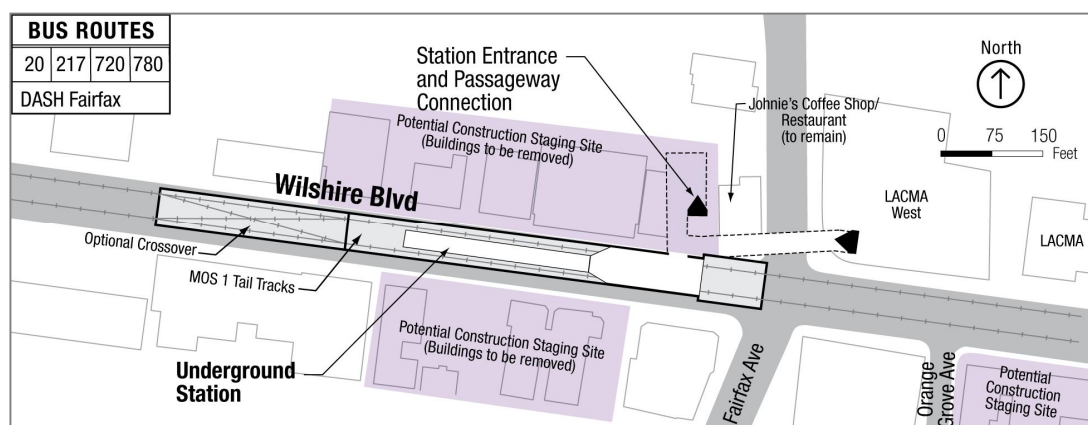 BUS ROUTES
20 217 720 780
DASH Fairfax
Station Entrance
and Passageway
Connection
North
Johnie's Coffee Shop/
Restaurant
(to remain)
0 75 150
Feet
Potential Construction Staging Site
(Buildings to be removed)
Wilshire Blvd
LACMA
West
LACMA
Optional Crossover
MOS 1 Tail Tracks
Potential Construction Staging Site
(Buildings to be removed)
Underground
Station
Fairfax Ave
Orange
Grove Ave
Potential
Construction
Staging Site